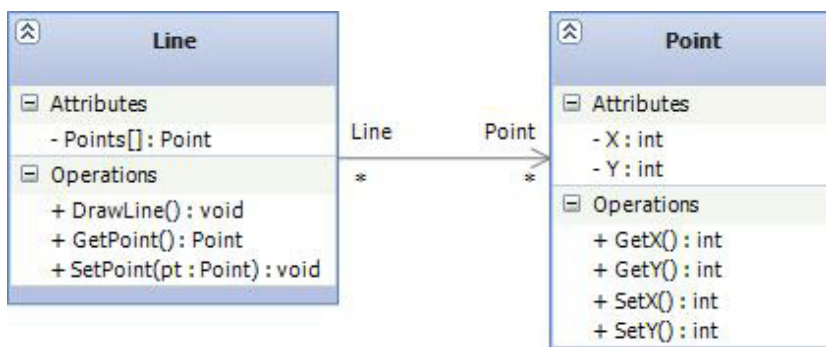 Line
Attributes
- Points[] : Point
Operations
+ DrawLine() : void
+ GetPoint() : Point
+ SetPoint(pt : Point) : void
Line
Point
*
*
Point
Attributes
- X : int
- Y : int
Operations
+ GetX() : int
+ GetY() : int
+ SetX() : int
+ SetY() : int